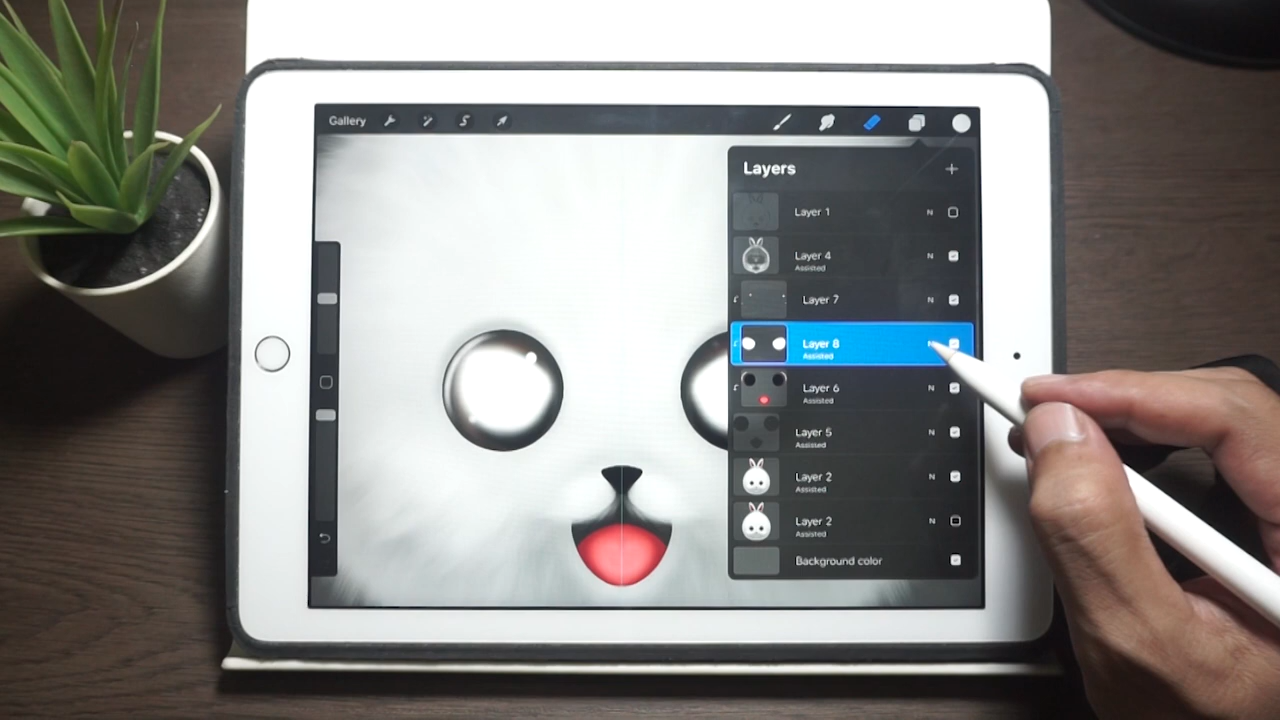 Gallery
Layers
Layer 1 N
Layer 4 N
Assisted
Layer 7 N
Layer 8 N
Assisted
Layer 6 N
Assisted
Layer 5 N
Assisted
Layer 2 N
Assisted
Layer 2 N
Assisted
Background color